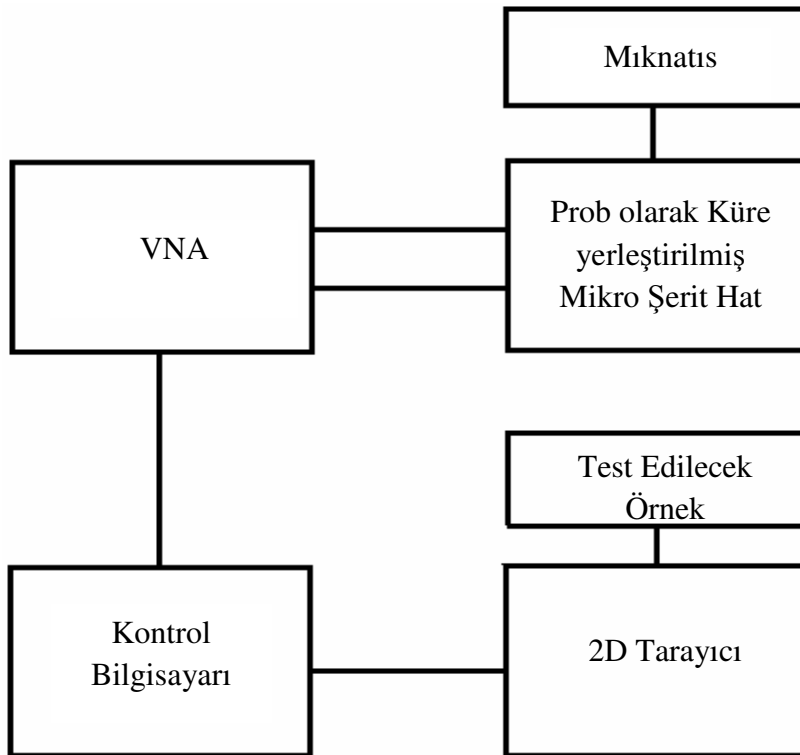 Mıknatıs
VNA
Prob olarak Küre
yerleştirilmiş
Mikro Şerit Hat
Test Edilecek
Örnek
Kontrol
Bilgisayarı
2D Tarayıcı